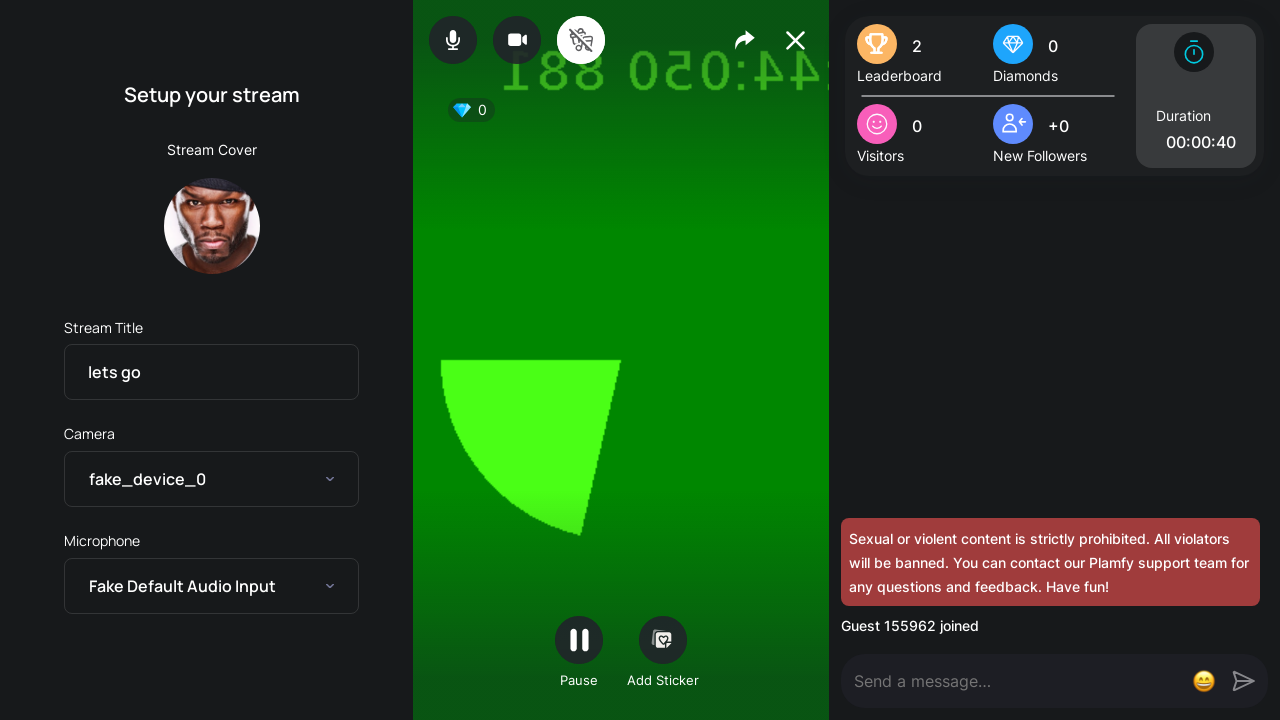 Setup your stream
Stream Cover
Stream Title
lets go
Camera
fake_device_0
Microphone
Fake Default Audio Input
0
Pause
Add Sticker
2
Leaderboard
0
Diamonds
0
Visitors
+0
New Followers
Duration
00:00:40
Sexual or violent content is strictly prohibited. All violators
will be banned. You can contact our Plamfy support team for
any questions and feedback. Have fun!
Guest 155962 joined
Send a message...